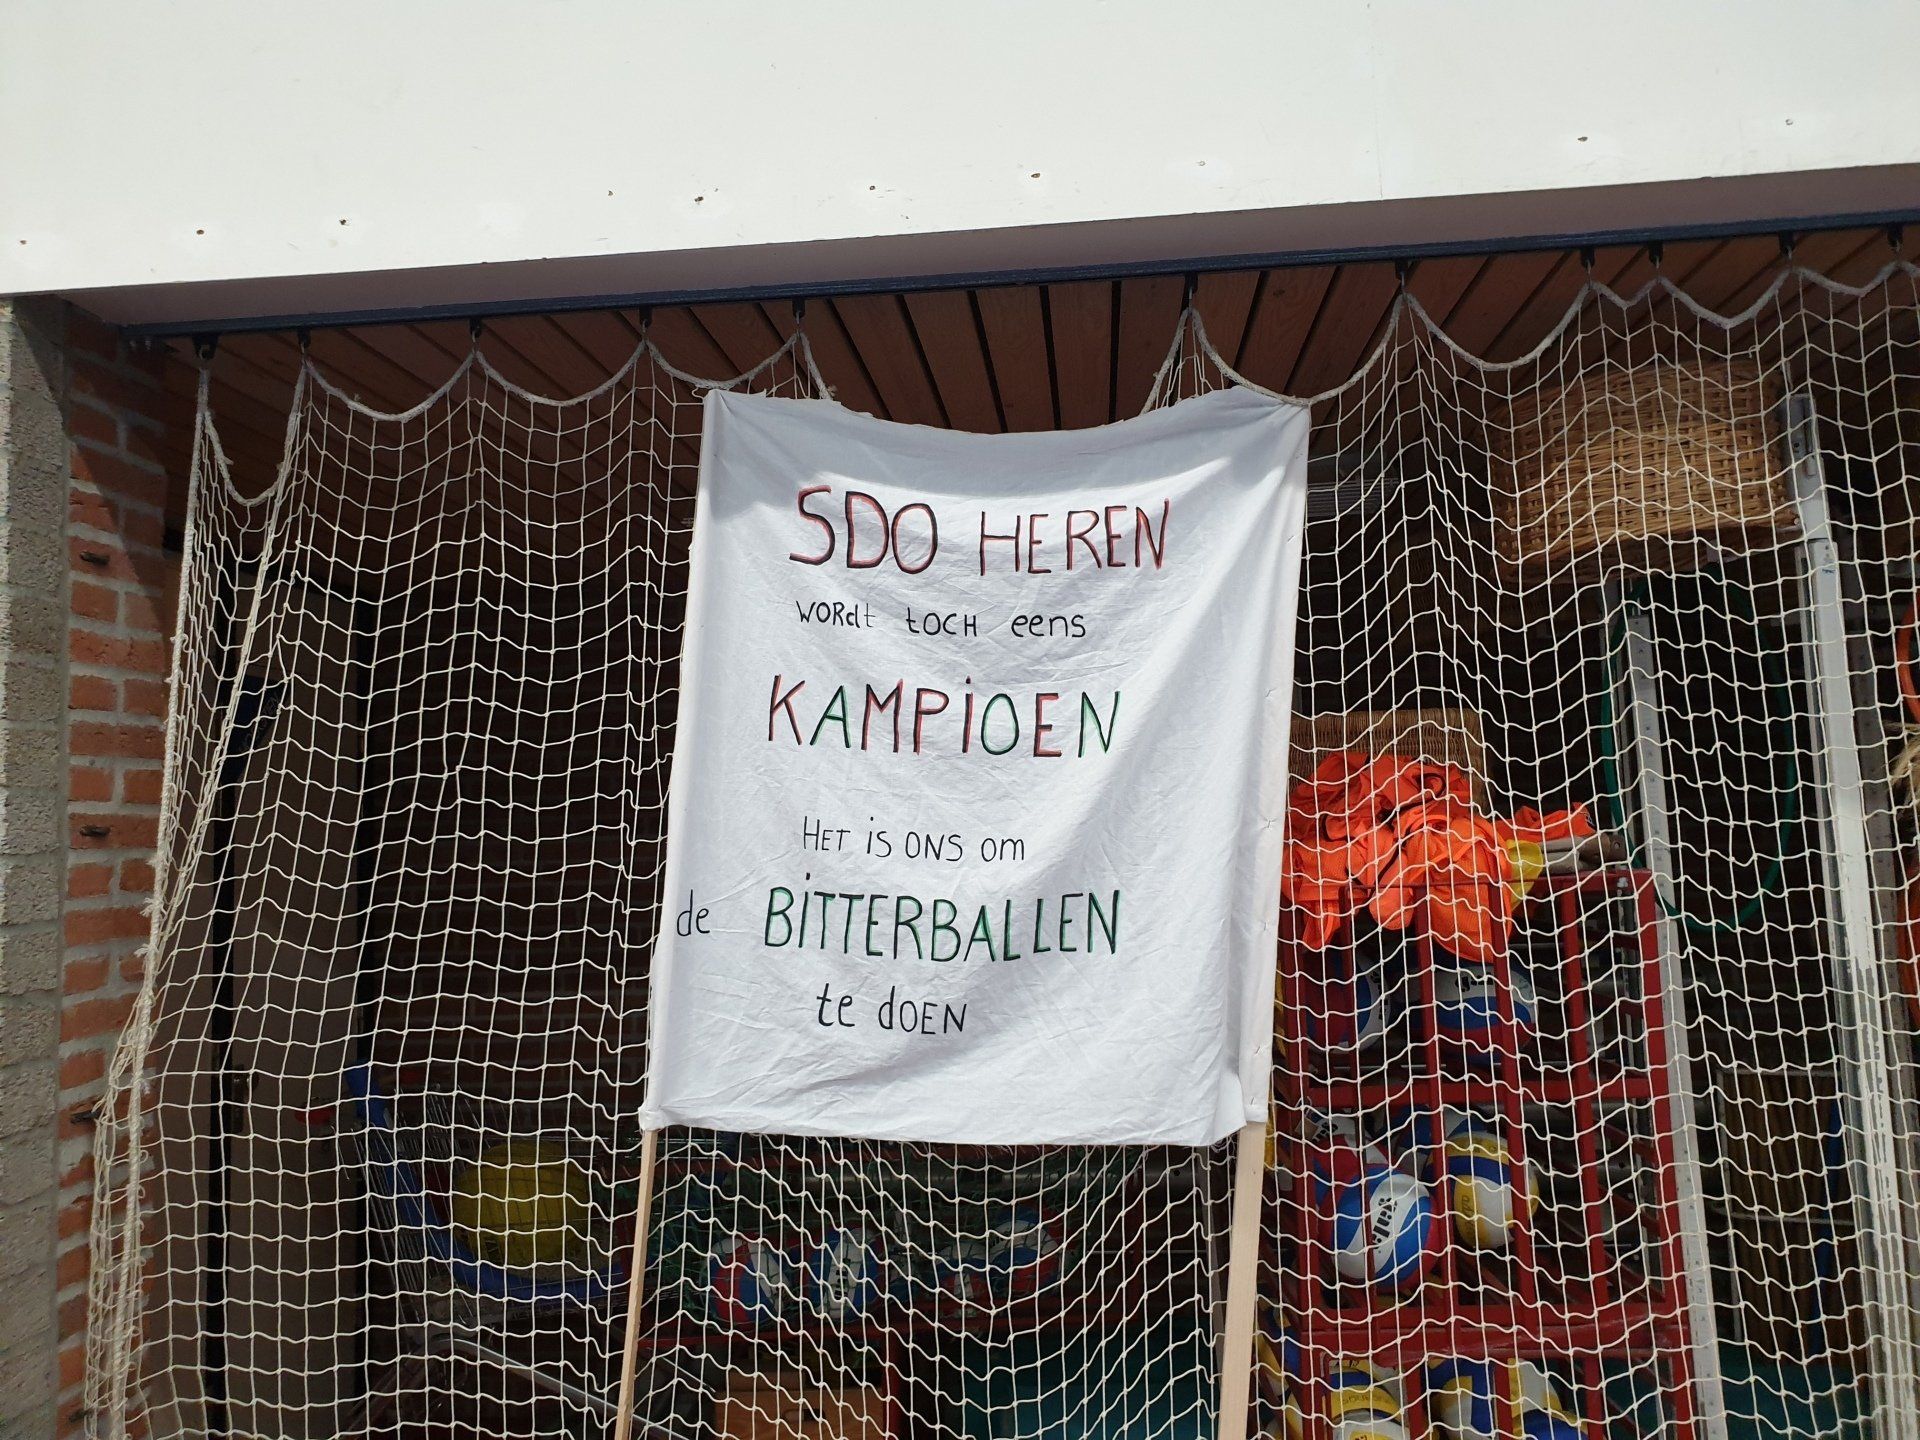 SDO HEREN
wordt toch eens
KAMPiOEN
HET iS ONS om
de BiTTERBALLEN
te dOEN